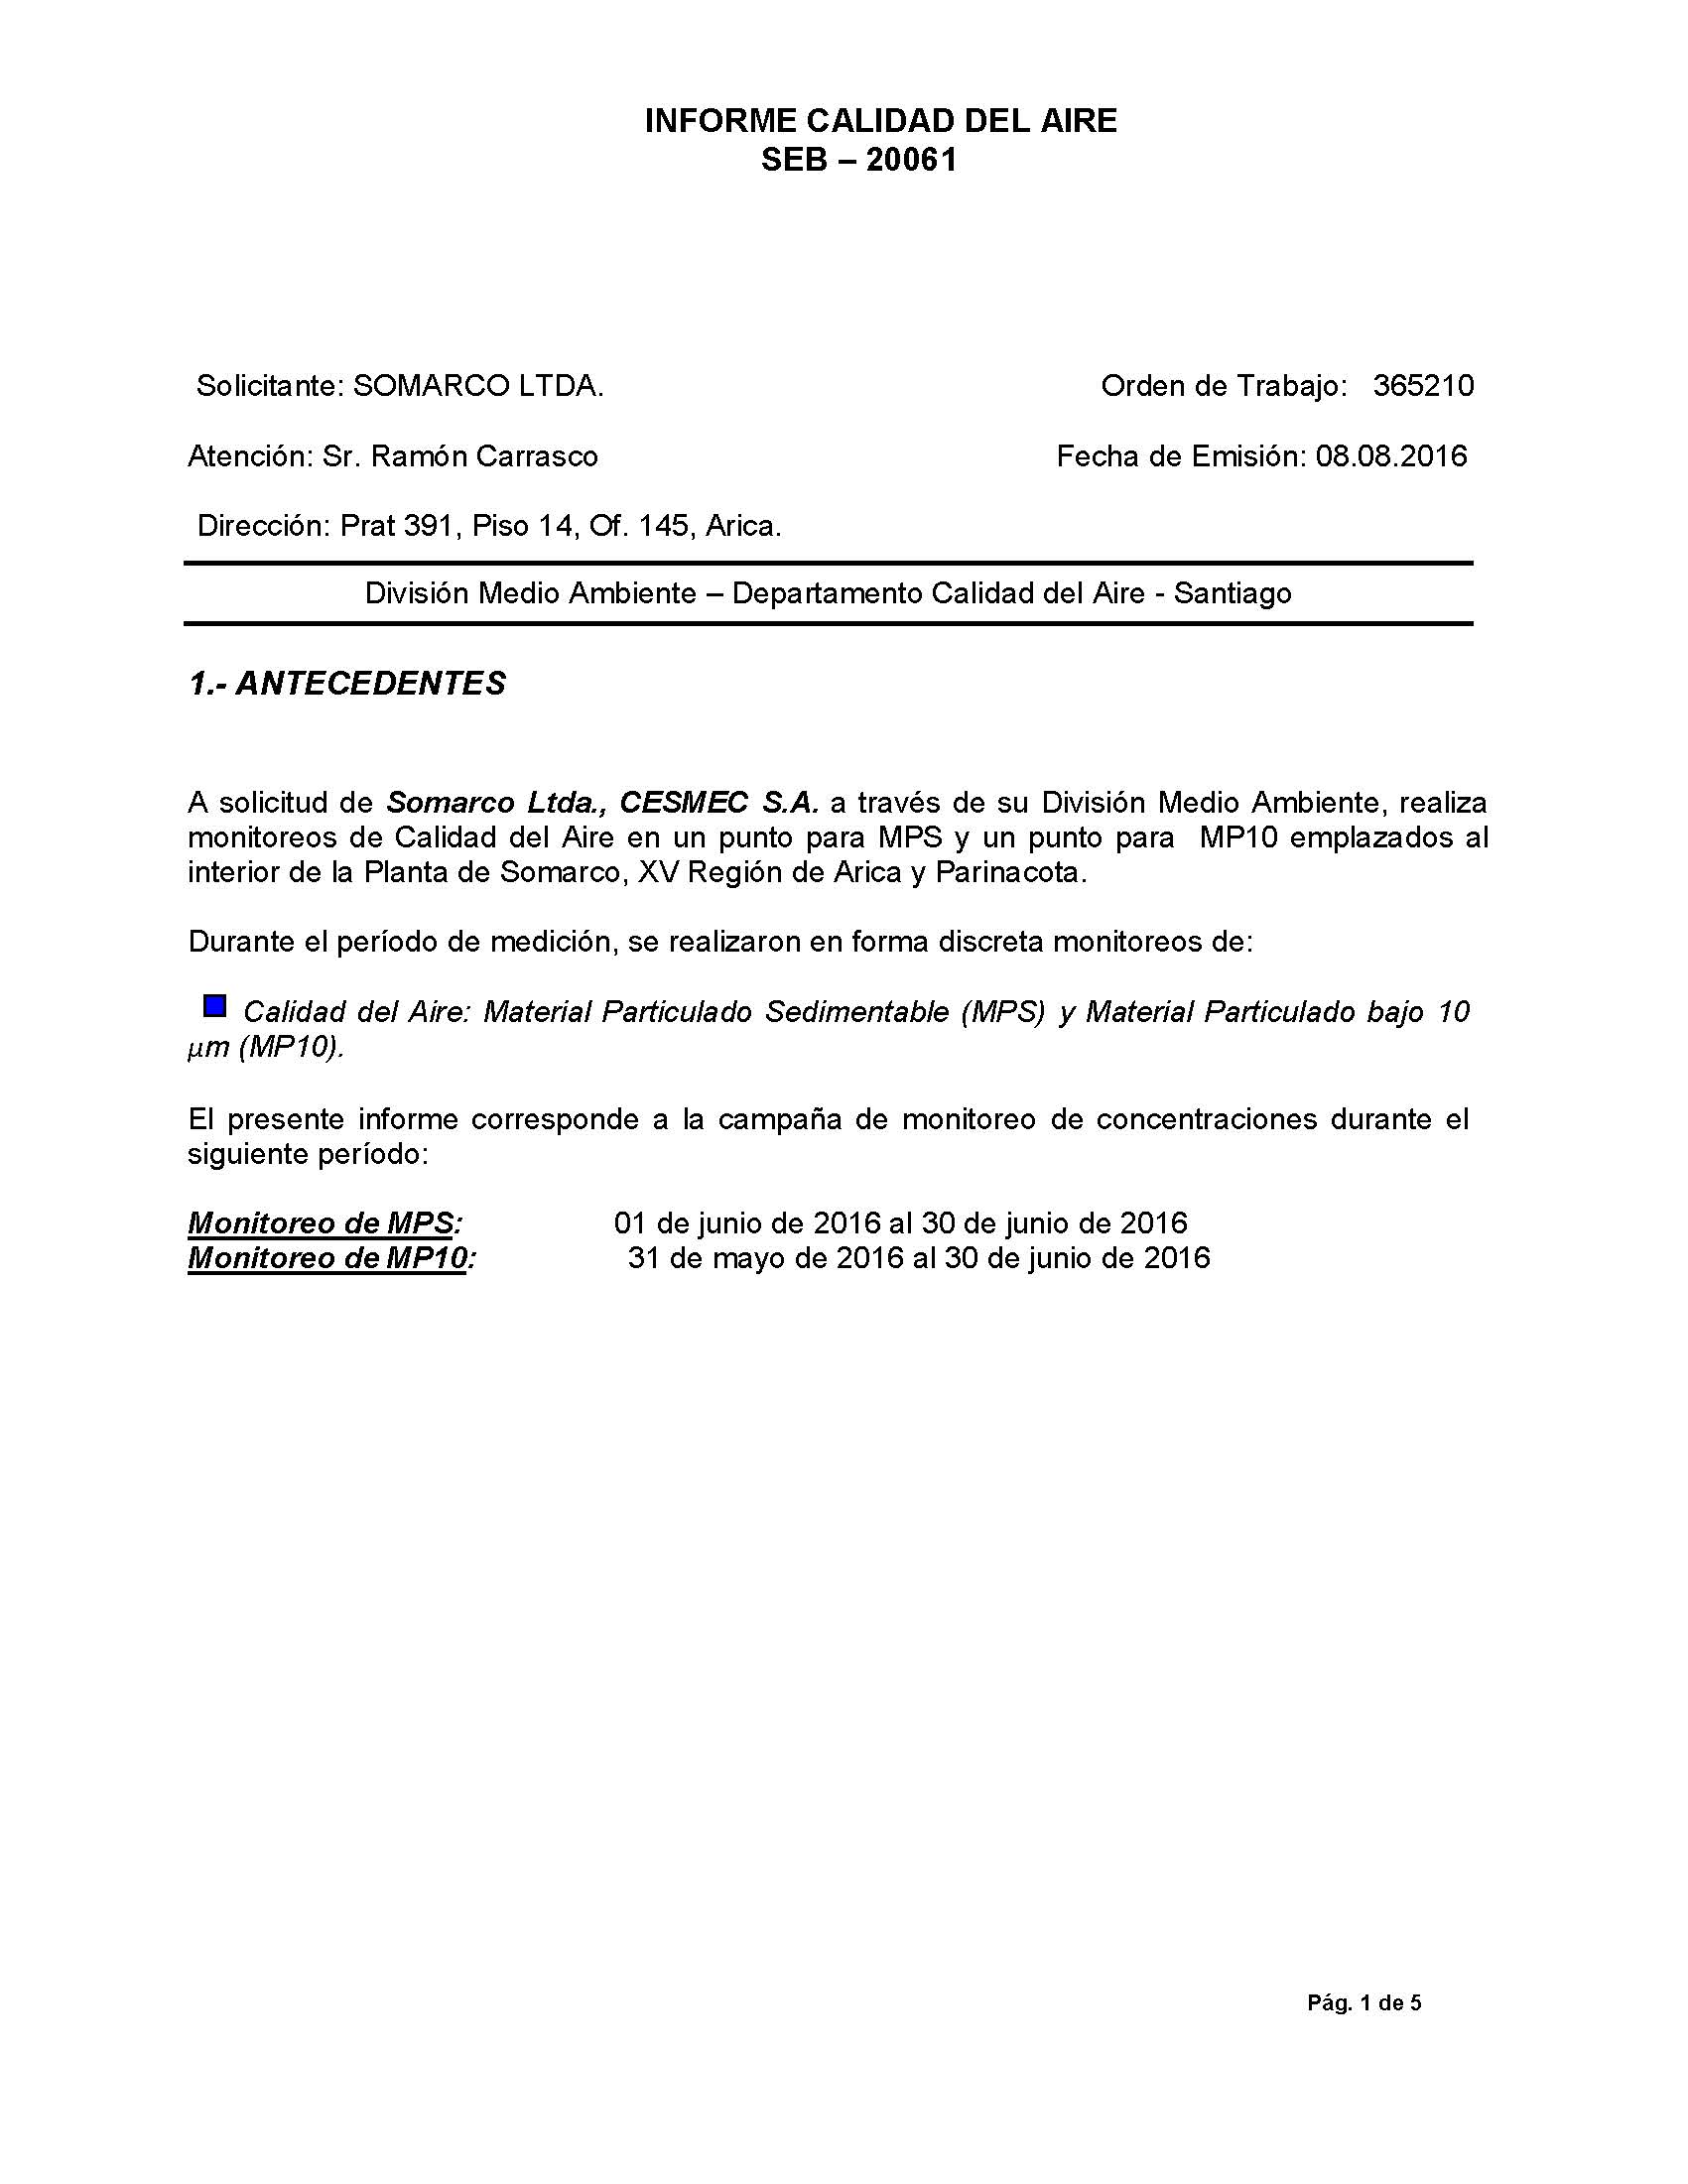 INFORME CALIDAD DEL AIRE
SEB – 20061
Solicitante: SOMARCO LTDA. Orden de Trabajo: 365210
Atención: Sr. Ramón Carrasco Fecha de Emisión: 08.08.2016
Dirección: Prat 391, Piso 14, Of. 145, Arica.
División Medio Ambiente – Departamento Calidad del Aire - Santiago
1.- ANTECEDENTES
A solicitud de Somarco Ltda., CESMEC S.A. a través de su División Medio Ambiente, realiza
monitoreos de Calidad del Aire en un punto para MPS y un punto para MP10 emplazados al
interior de la Planta de Somarco, XV Región de Arica y Parinacota.
Durante el período de medición, se realizaron en forma discreta monitoreos de:
Calidad del Aire: Material Particulado Sedimentable (MPS) y Material Particulado bajo 10
µm (MP10).
El presente informe corresponde a la campaña de monitoreo de concentraciones durante el
siguiente período:
Monitoreo de MPS: 01 de junio de 2016 al 30 de junio de 2016
Monitoreo de MP10: 31 de mayo de 2016 al 30 de junio de 2016
Pág. 1 de 5